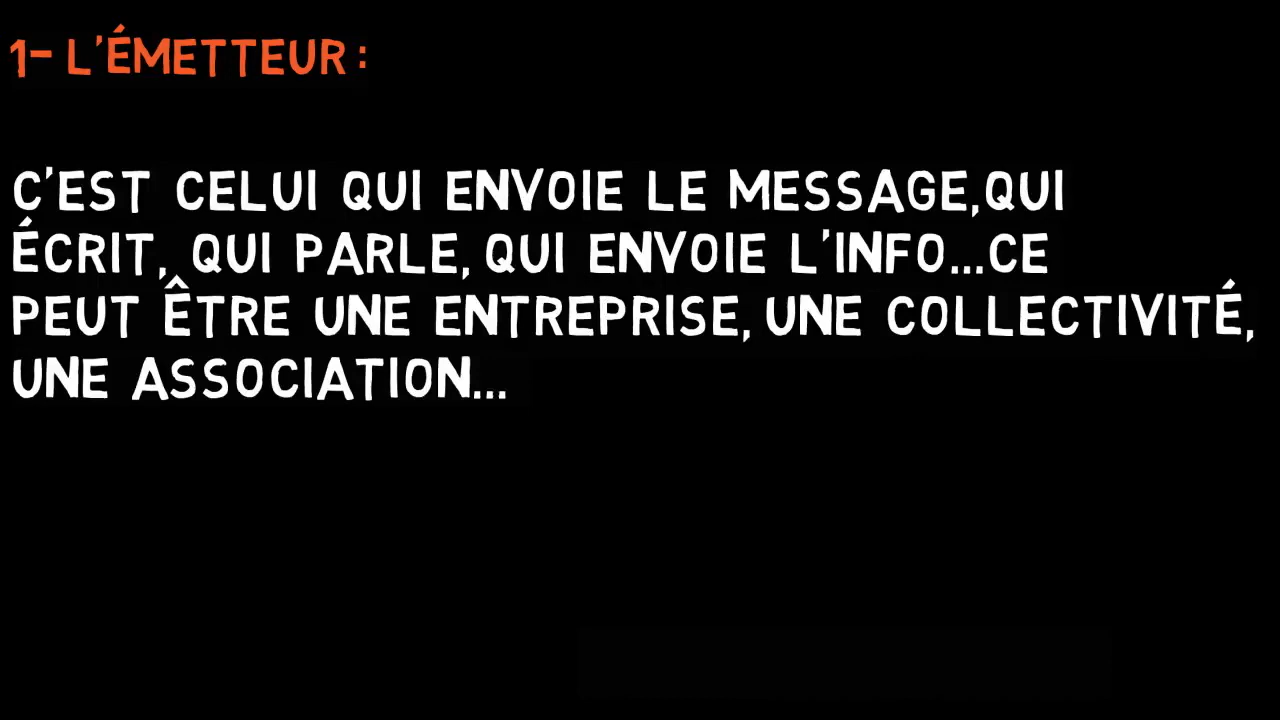 1- L'ÉMETTEUR :
C'EST CELUI QUI ENVOIE LE MESSAGE,QUI
ÉCRIT, QUI PARLE, QUI ENVOIE L'INFO...CE
PEUT ÊTRE UNE ENTREPRISE, UNE COLLECTIVITÉ,
UNE ASSOCIATION...